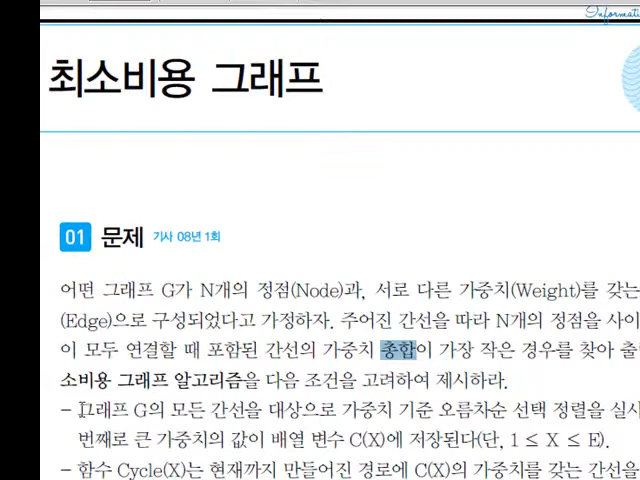 최소비용 그래프
01 문제 기사 08년 1회
어떤 그래프 G가 N개의 정점(Node)과, 서로 다른 가중치(Weight)를 갖는
(Edge)으로 구성되었다고 가정하자. 주어진 간선을 따라 N개의 정점을 사이
이 모두 연결할 때 포함된 간선의 가중치 총합이 가장 작은 경우를 찾아 출
소비용 그래프 알고리즘을 다음 조건을 고려하여 제시하라.
- 그래프 G의 모든 간선을 대상으로 가중치 기준 오름차순 선택 정렬을 실시
번째로 큰 가중치의 값이 배열 변수 C(X)에 저장된다(단, 1 ≤ X ≤ E).
- 함수 Cycle(X)는 현재까지 만들어진 경로에 C(X)의 가중치를 갖는 간선을